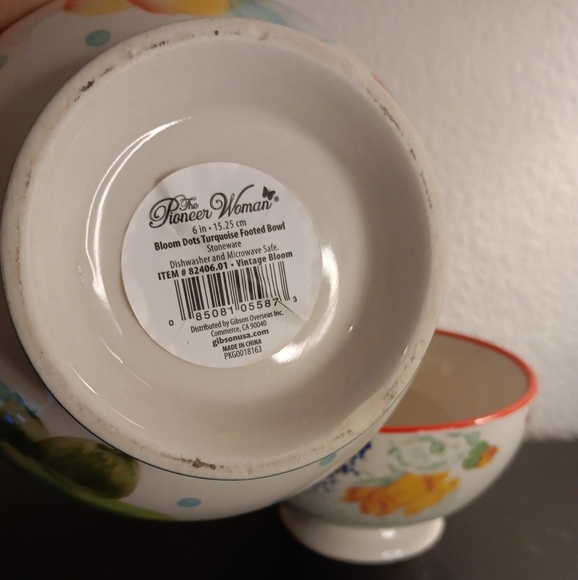 The
Pioneer Woman®
6 in • 15.25 cm
Bloom Dots Turquoise Footed Bowl
Stoneware
Dishwasher and Microwave Safe.
ITEM # 82406.01 • Vintage Bloom
0 85081 05587 3
Distributed by Gibson Overseas Inc.
Commerce, CA 90040
gibsonusa.com
MADE IN CHINA
PKG0018163